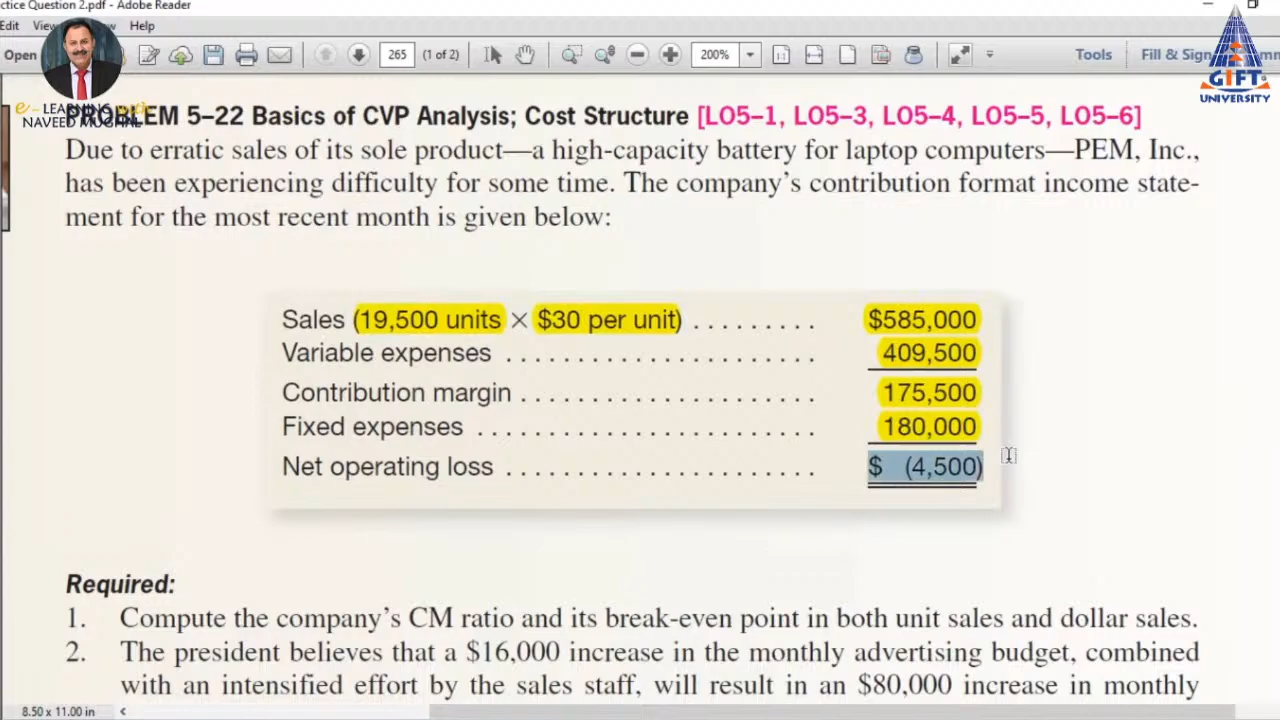 ctice Question 2.pdf - Adobe Reader
Edit View Help
Open 265 (1 of 2) 200% Tools Fill & Sign
e-LEARNING with
NAVEED MUGHAL
GIFT
UNIVERSITY
PROBLEM 5–22 Basics of CVP Analysis; Cost Structure [LO5–1, LO5–3, LO5–4, LO5–5, LO5–6]
Due to erratic sales of its sole product—a high-capacity battery for laptop computers—PEM, Inc.,
has been experiencing difficulty for some time. The company's contribution format income state-
ment for the most recent month is given below:
Sales (19,500 units × $30 per unit) . . . . . . . . . $585,000
Variable expenses . . . . . . . . . . . . . . . . . . . . . . 409,500
Contribution margin . . . . . . . . . . . . . . . . . . . . . 175,500
Fixed expenses . . . . . . . . . . . . . . . . . . . . . . . . 180,000
Net operating loss . . . . . . . . . . . . . . . . . . . . . . $ (4,500)
Required:
1. Compute the company's CM ratio and its break-even point in both unit sales and dollar sales.
2. The president believes that a $16,000 increase in the monthly advertising budget, combined
with an intensified effort by the sales staff, will result in an $80,000 increase in monthly
8.50 x 11.00 in